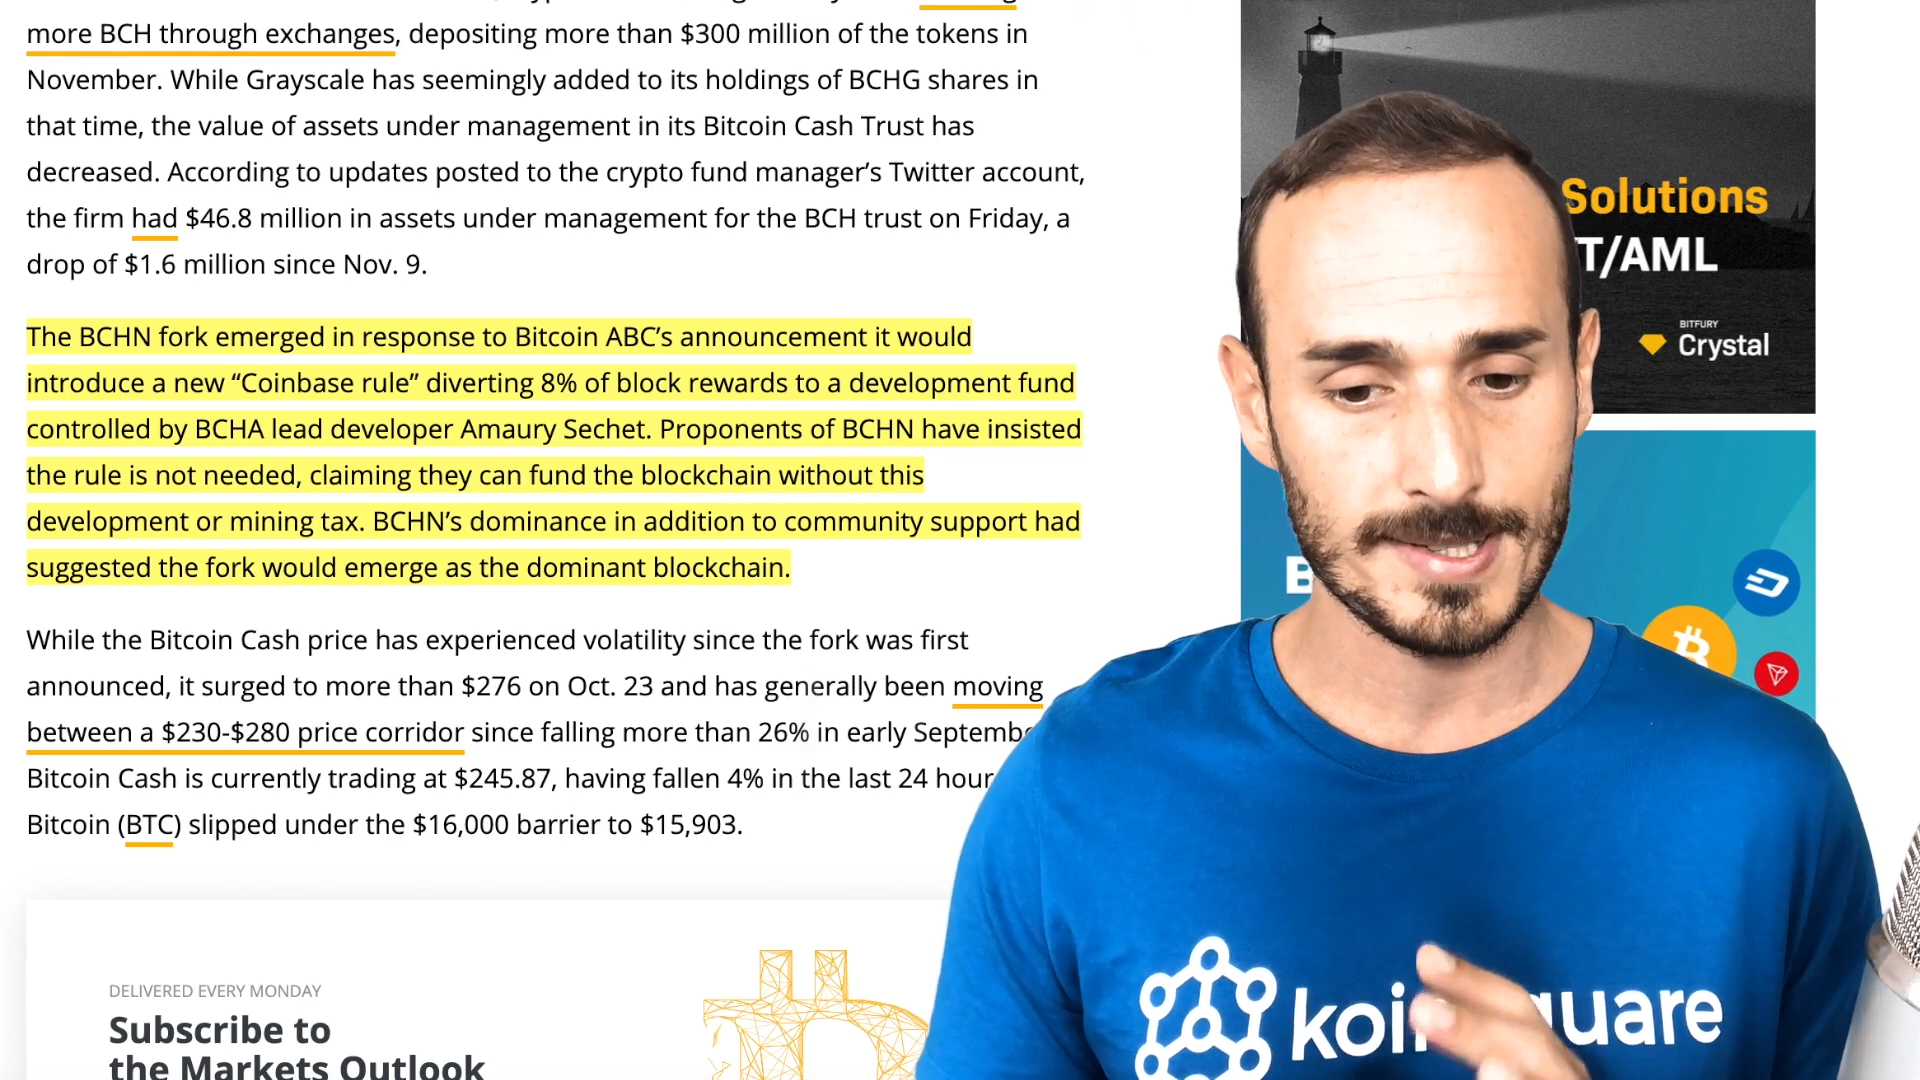 more BCH through exchanges, depositing more than $300 million of the tokens in
November. While Grayscale has seemingly added to its holdings of BCHG shares in
that time, the value of assets under management in its Bitcoin Cash Trust has
decreased. According to updates posted to the crypto fund manager’s Twitter account,
the firm had $46.8 million in assets under management for the BCH trust on Friday, a
drop of $1.6 million since Nov. 9.
The BCHN fork emerged in response to Bitcoin ABC’s announcement it would
introduce a new “Coinbase rule” diverting 8% of block rewards to a development fund
controlled by BCHA lead developer Amaury Sechet. Proponents of BCHN have insisted
the rule is not needed, claiming they can fund the blockchain without this
development or mining tax. BCHN’s dominance in addition to community support had
suggested the fork would emerge as the dominant blockchain.
While the Bitcoin Cash price has experienced volatility since the fork was first
announced, it surged to more than $276 on Oct. 23 and has generally been moving
between a $230-$280 price corridor since falling more than 26% in early Septembe
Bitcoin Cash is currently trading at $245.87, having fallen 4% in the last 24 hour
Bitcoin (BTC) slipped under the $16,000 barrier to $15,903.
DELIVERED EVERY MONDAY
Subscribe to
the Markets Outlook
Solutions
T/AML
BITFURY
Crystal
B
koi uare